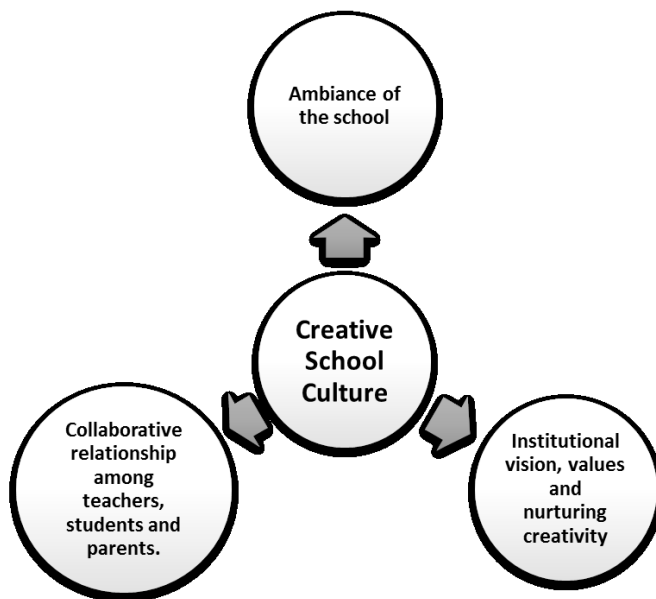 Ambiance of
the school
Creative
School
Culture
Collaborative
relationship
among
teachers,
students and
parents.
Institutional
vision, values
and
nurturing
creativity